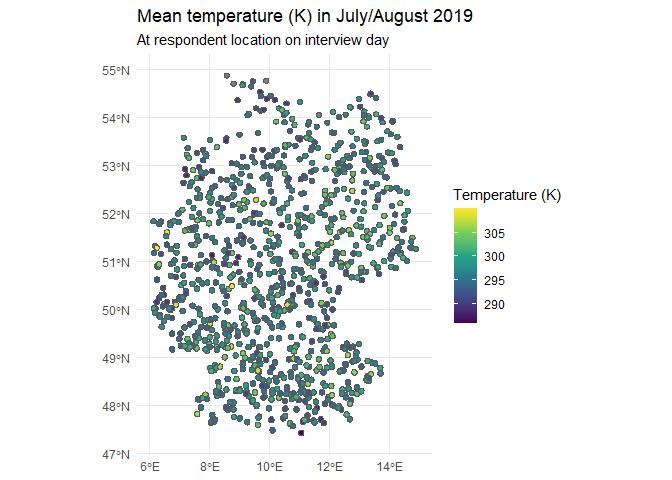 Mean temperature (K) in July/August 2019
At respondent location on interview day
55°N
54°N
53°N
52°N
51°N
50°N
49°N
48°N
47°N
6°E 8°E 10°E 12°E 14°E
Temperature (K)
305
300
295
290